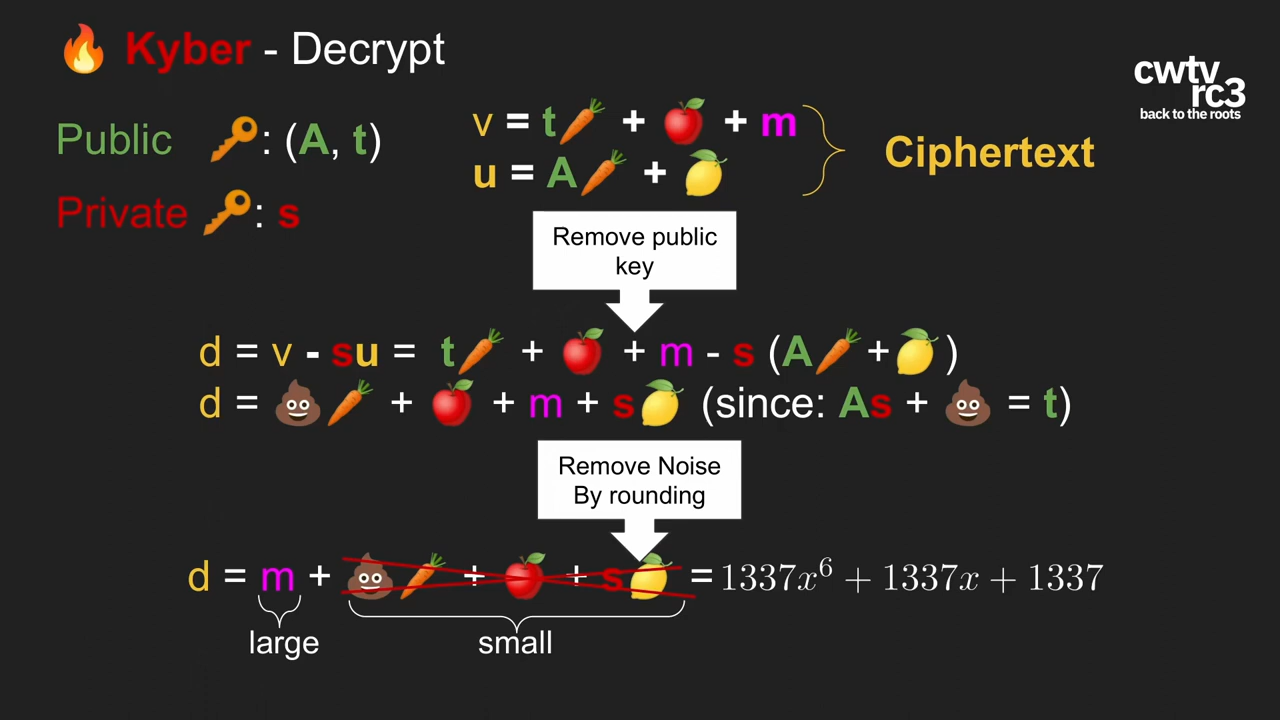 🔥 Kyber - Decrypt
cwtv
rc3
back to the roots
Public 🔑: (A, t)
Private 🔑: s
v = t🥕 + 🍎 + m
u = A🥕 + 🍋
Ciphertext
Remove public
key
d = v - su = t🥕 + 🍎 + m - s (A🥕+🍋)
d = 💩🥕 + 🍎 + m + s🍋 (since: As + 💩 = t)
Remove Noise
By rounding
d = m + 💩🥕 + 🍎 + s🍋 = 1337x⁶ + 1337x + 1337
large
small